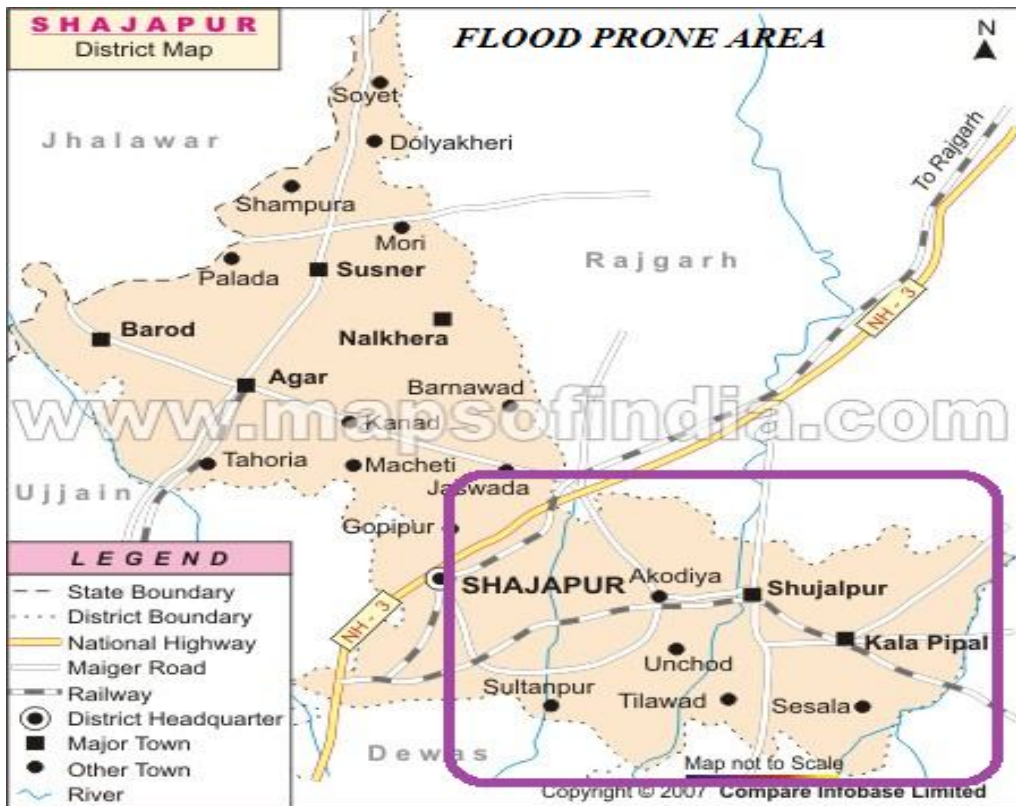 SHAJAPUR
District Map
FLOOD PRONE AREA
N
Soyet
Jhalawar
Dolyakheri
To Rajgarh
Shampura
Mori
Rajgarh
Palada
Susner
NH - 3
Barod
Nalkhera
Agar
Barnawad
www.mapsofindia.com
Kanad
Tahoria
Macheti
Jaswada
Ujjain
Gopipur
SHAJAPUR
Akodiya
Shujalpur
NH - 3
Kala Pipal
Unchod
Sultanpur
Tilawad
Sesala
Dewas
LEGEND
State Boundary
District Boundary
National Highway
Maiger Road
Railway
District Headquarter
Major Town
Other Town
River
Map not to Scale
Copyright © 2007 Compare Infobase Limited